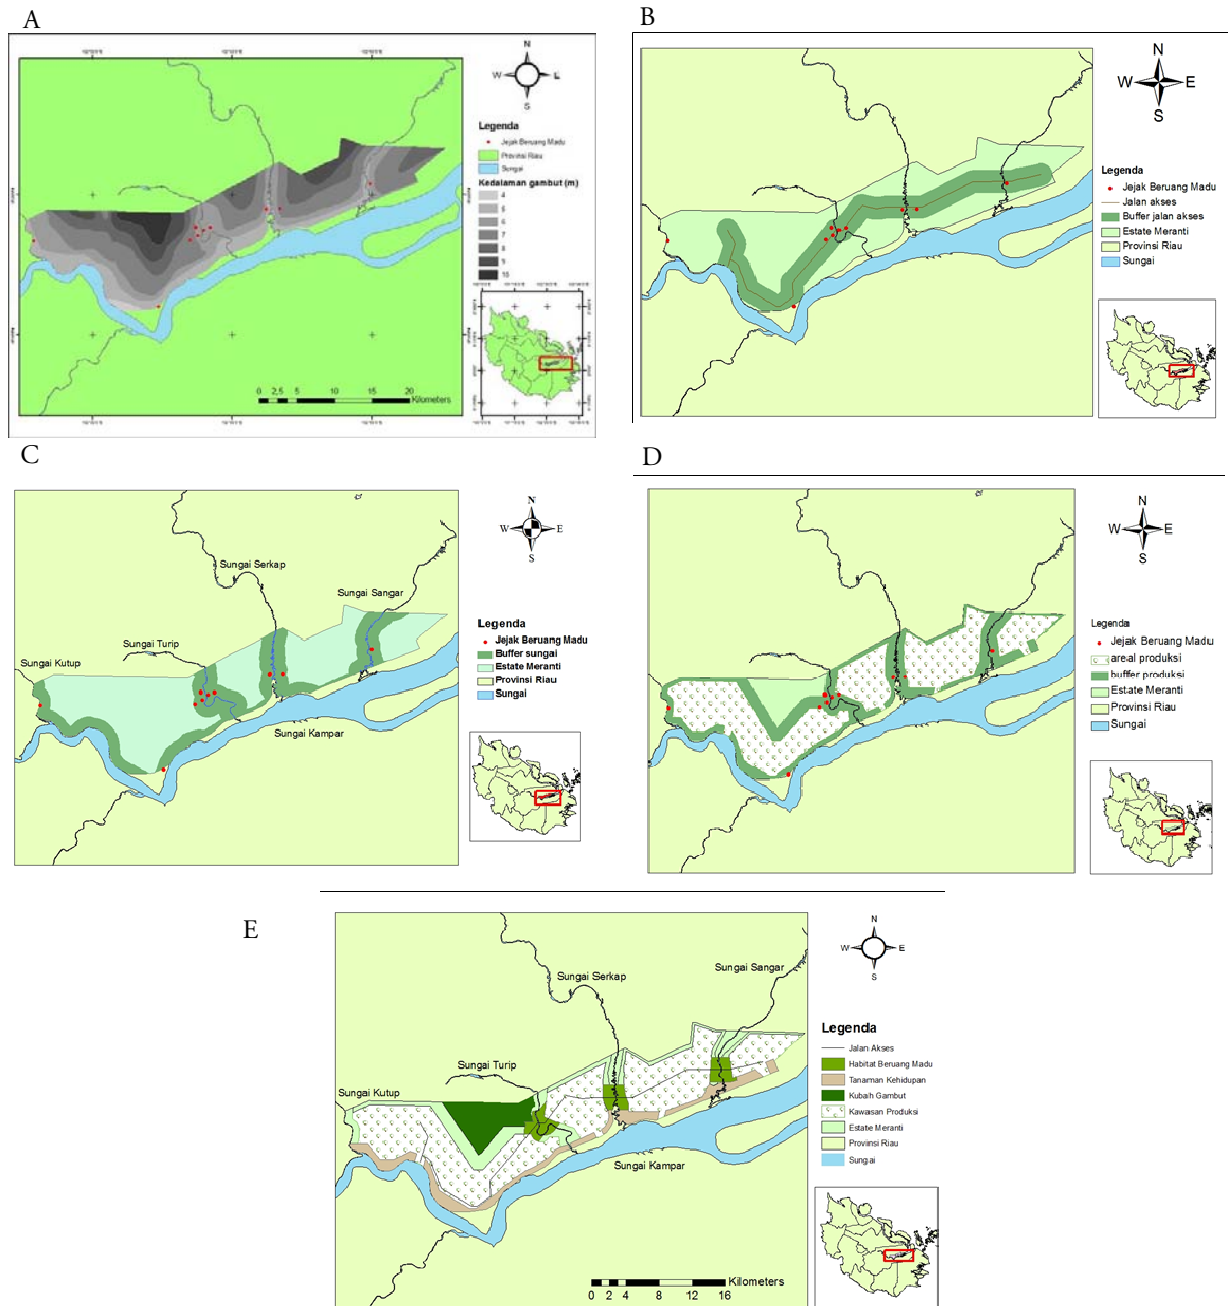 A
N
W
E
S
Legenda
Jejak Beruang Madu
Provinsi Riau
Sungai
Kedalaman gambut (m)
4
5
6
7
8
9
10
0 2,5 5 10 15 20
Kilometers
B
N
W
E
S
Legenda
Jejak Beruang Madu
Jalan akses
Buffer jalan akses
Estate Meranti
Provinsi Riau
Sungai
C
Sungai Serkap
Sungai Sangar
Sungai Turip
Sungai Kutup
Sungai Kampar
N
W
E
S
Legenda
Jejak Beruang Madu
Buffer sungai
Estate Meranti
Provinsi Riau
Sungai
D
N
W
E
S
Legenda
Jejak Beruang Madu
areal produksi
buffer produksi
Estate Meranti
Provinsi Riau
Sungai
E
Sungai Sangar
Sungai Serkap
Sungai Turip
Sungai Kutup
Sungai Kampar
0 2 4 8 12 16
Kilometers
N
W
E
S
Legenda
Jalan Akses
Habitat Beruang Madu
Tanaman Kehidupan
Kubah Gambut
Kawasan Produksi
Estate Meranti
Provinsi Riau
Sungai